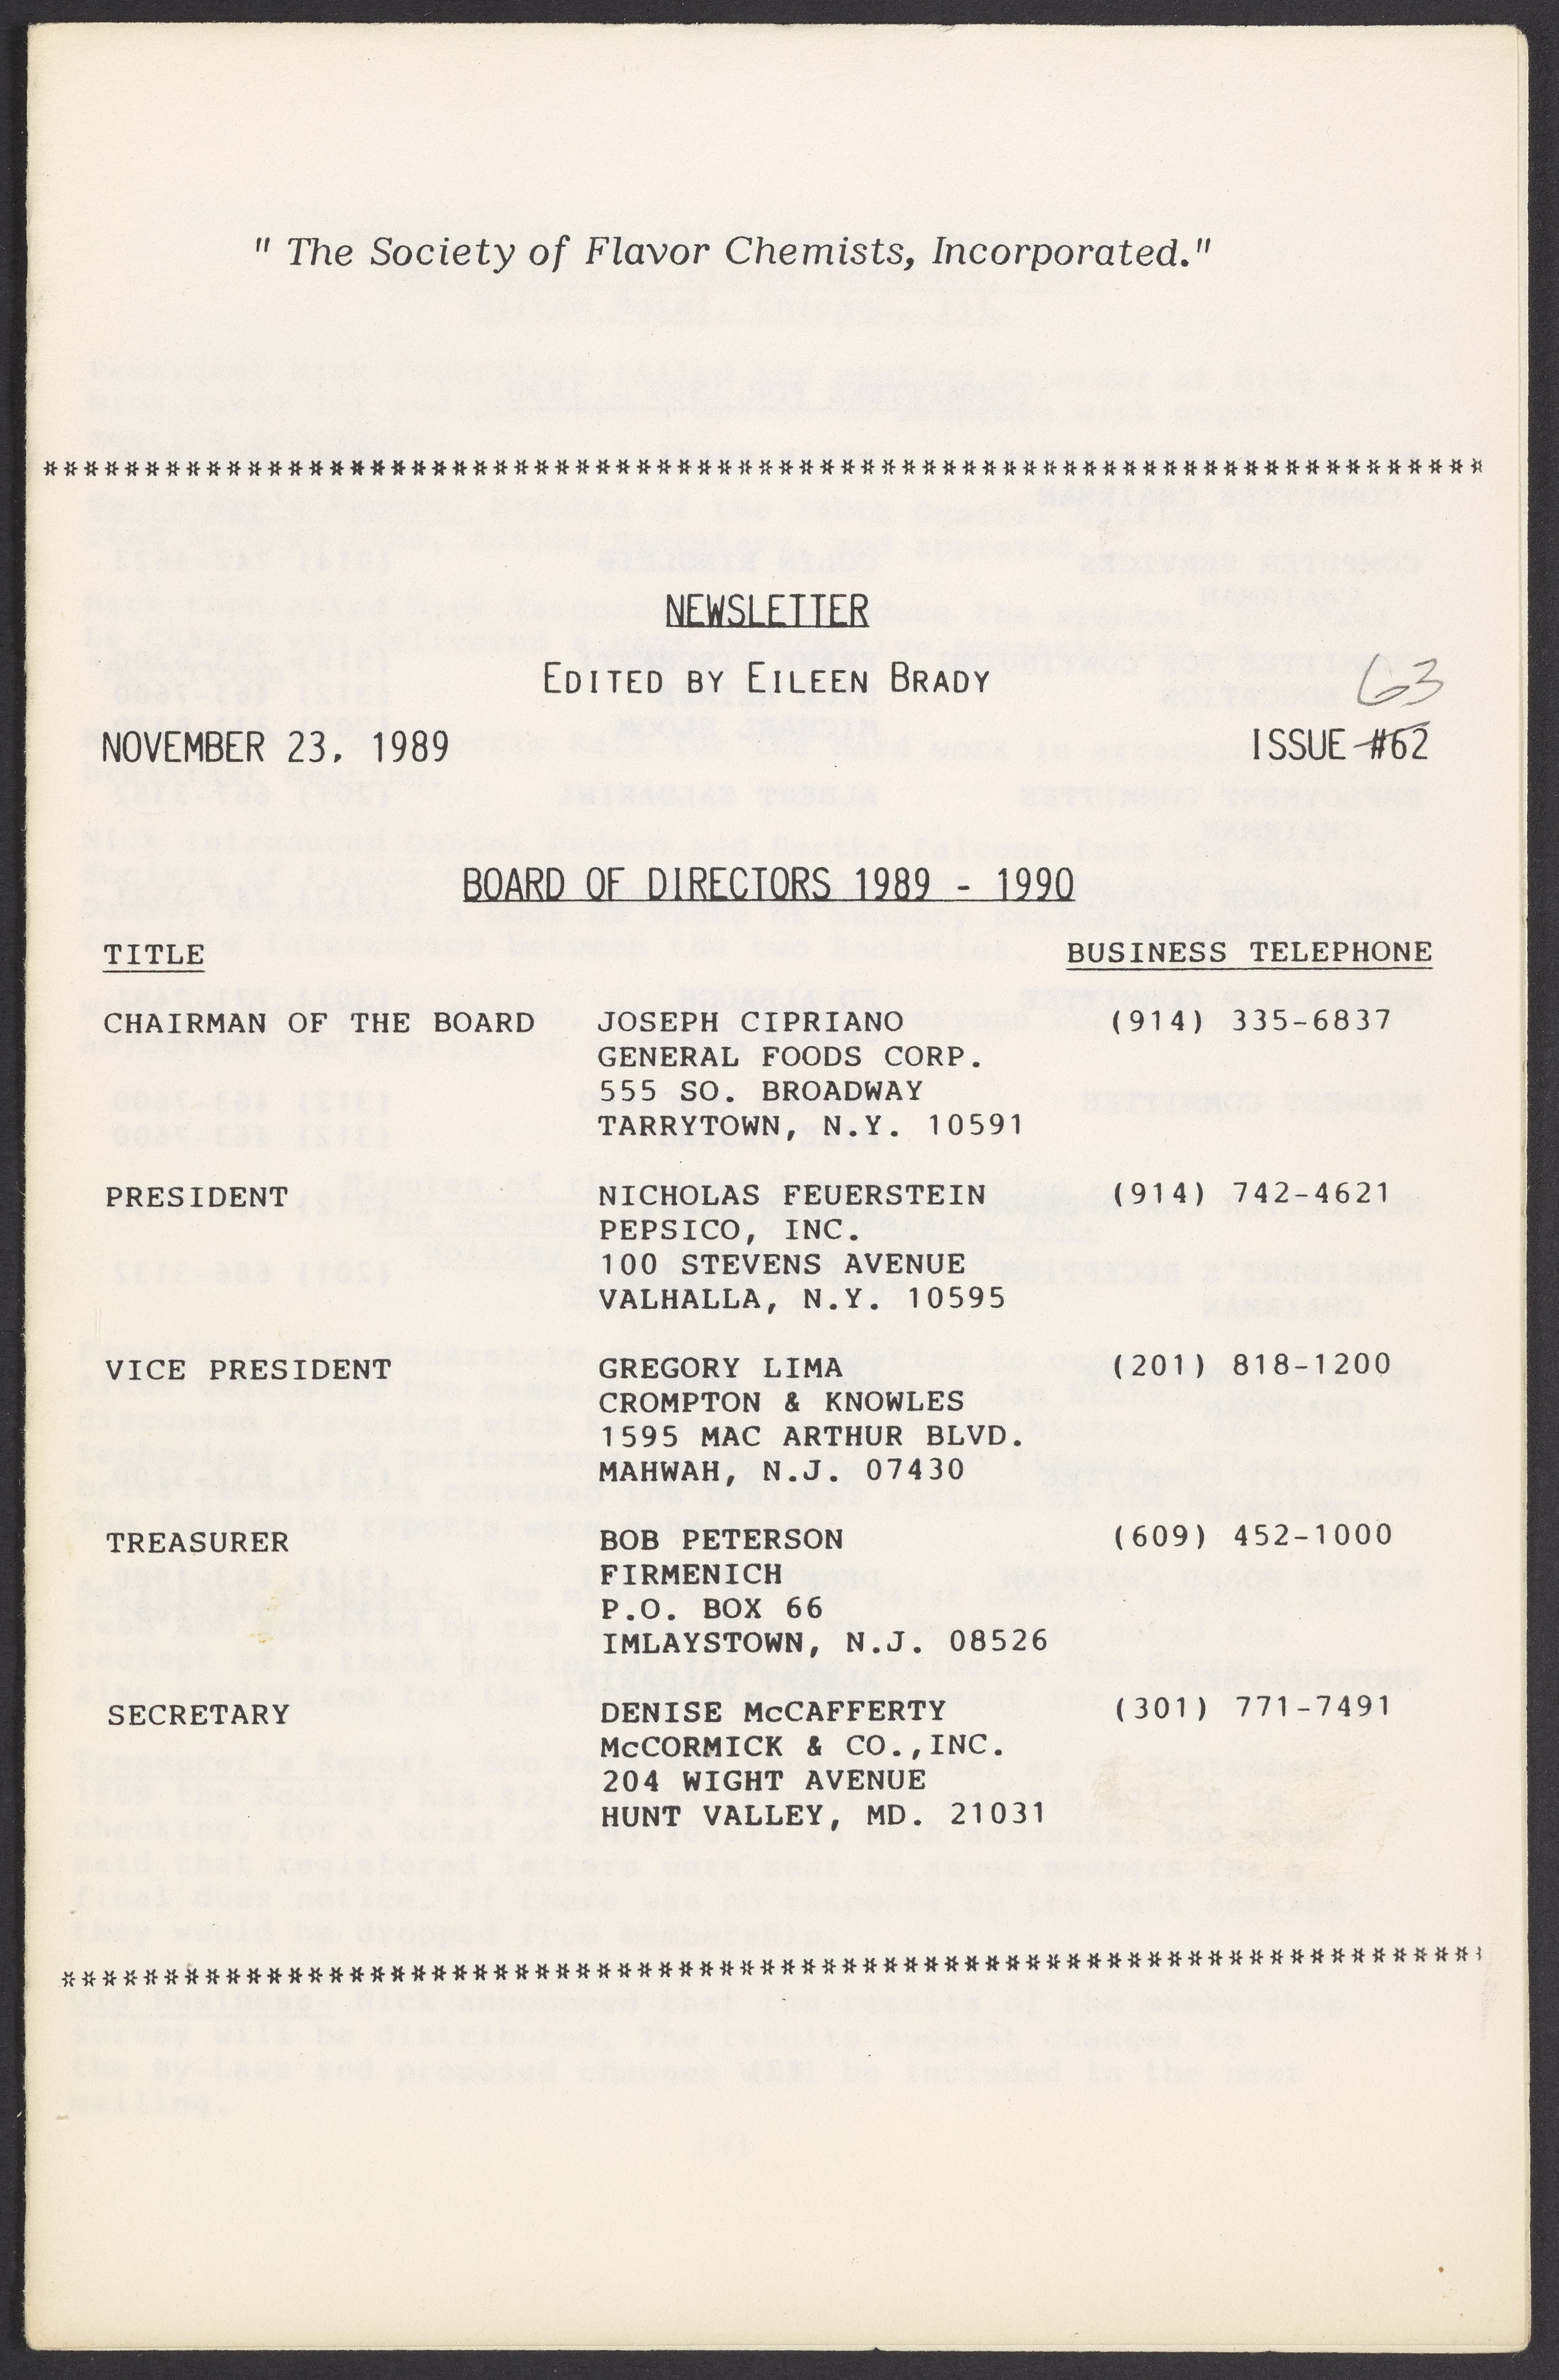 " The Society of Flavor Chemists, Incorporated."
NEWSLETTER
EDITED BY EILEEN BRADY
63
NOVEMBER 23, 1989 ISSUE #62
BOARD OF DIRECTORS 1989 - 1990
TITLE BUSINESS TELEPHONE
CHAIRMAN OF THE BOARD JOSEPH CIPRIANO (914) 335-6837
GENERAL FOODS CORP.
555 SO. BROADWAY
TARRYTOWN, N.Y. 10591
PRESIDENT NICHOLAS FEUERSTEIN (914) 742-4621
PEPSICO, INC.
100 STEVENS AVENUE
VALHALLA, N.Y. 10595
VICE PRESIDENT GREGORY LIMA (201) 818-1200
CROMPTON & KNOWLES
1595 MAC ARTHUR BLVD.
MAHWAH, N.J. 07430
TREASURER BOB PETERSON (609) 452-1000
FIRMENICH
P.O. BOX 66
IMLAYSTOWN, N.J. 08526
SECRETARY DENISE McCAFFERTY (301) 771-7491
McCORMICK & CO.,INC.
204 WIGHT AVENUE
HUNT VALLEY, MD. 21031